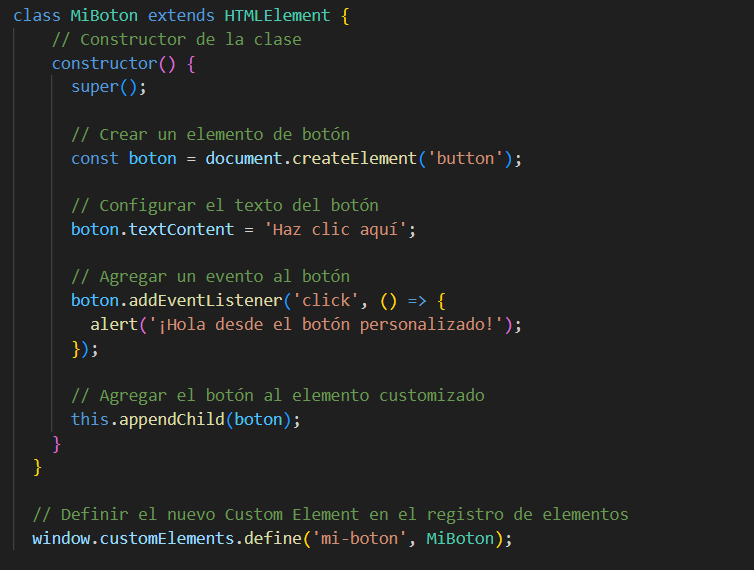 class MiBoton extends HTMLElement {
// Constructor de la clase
constructor() {
super();
// Crear un elemento de botón
const boton = document.createElement('button');
// Configurar el texto del botón
boton.textContent = 'Haz clic aquí';
// Agregar un evento al botón
boton.addEventListener('click', () => {
alert('¡Hola desde el botón personalizado!');
});
// Agregar el botón al elemento customizado
this.appendChild(boton);
}
}
// Definir el nuevo Custom Element en el registro de elementos
window.customElements.define('mi-boton', MiBoton);